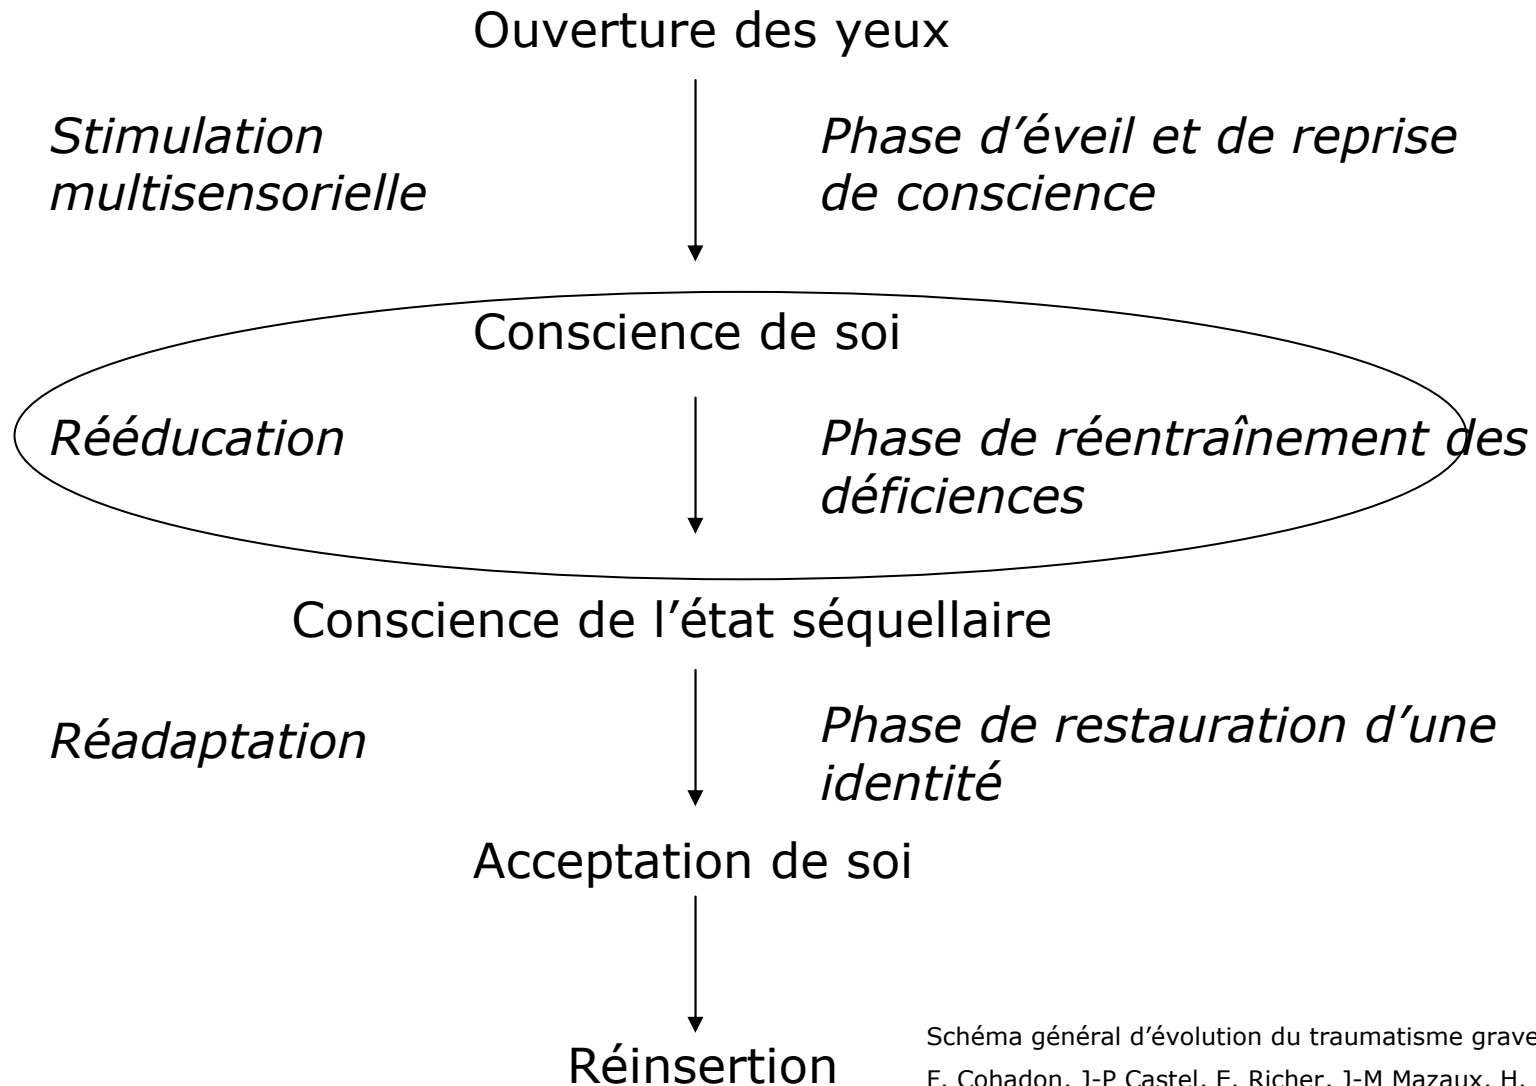 Ouverture des yeux
Stimulation
multisensorielle
Phase d’éveil et de reprise
de conscience
Conscience de soi
Rééducation
Phase de réentraînement des
déficiences
Conscience de l’état séquellaire
Réadaptation
Phase de restauration d’une
identité
Acceptation de soi
Réinsertion
Schéma général d’évolution du traumatisme grave
F. Cohadon, J-P Castel, E. Richer, J-M Mazaux, H.